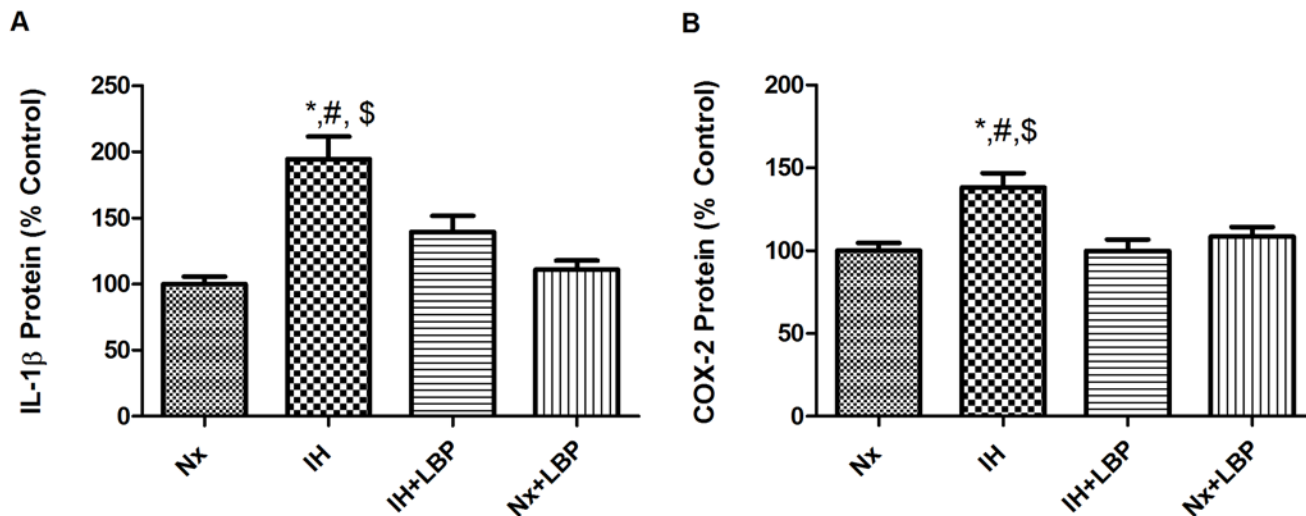 A
IL-1β Protein (% Control)
250
200
150
100
50
0
*,#, $
Nx
IH
IH+LBP
Nx+LBP
B
COX-2 Protein (% Control)
200
150
100
50
0
*,#,$
Nx
IH
IH+LBP
Nx+LBP